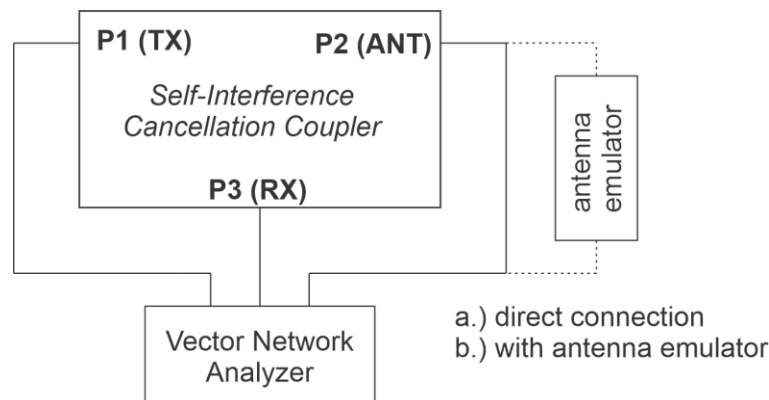 P1 (TX)
P2 (ANT)
Self-Interference
Cancellation Coupler
P3 (RX)
antenna
emulator
Vector Network
Analyzer
a.) direct connection
b.) with antenna emulator